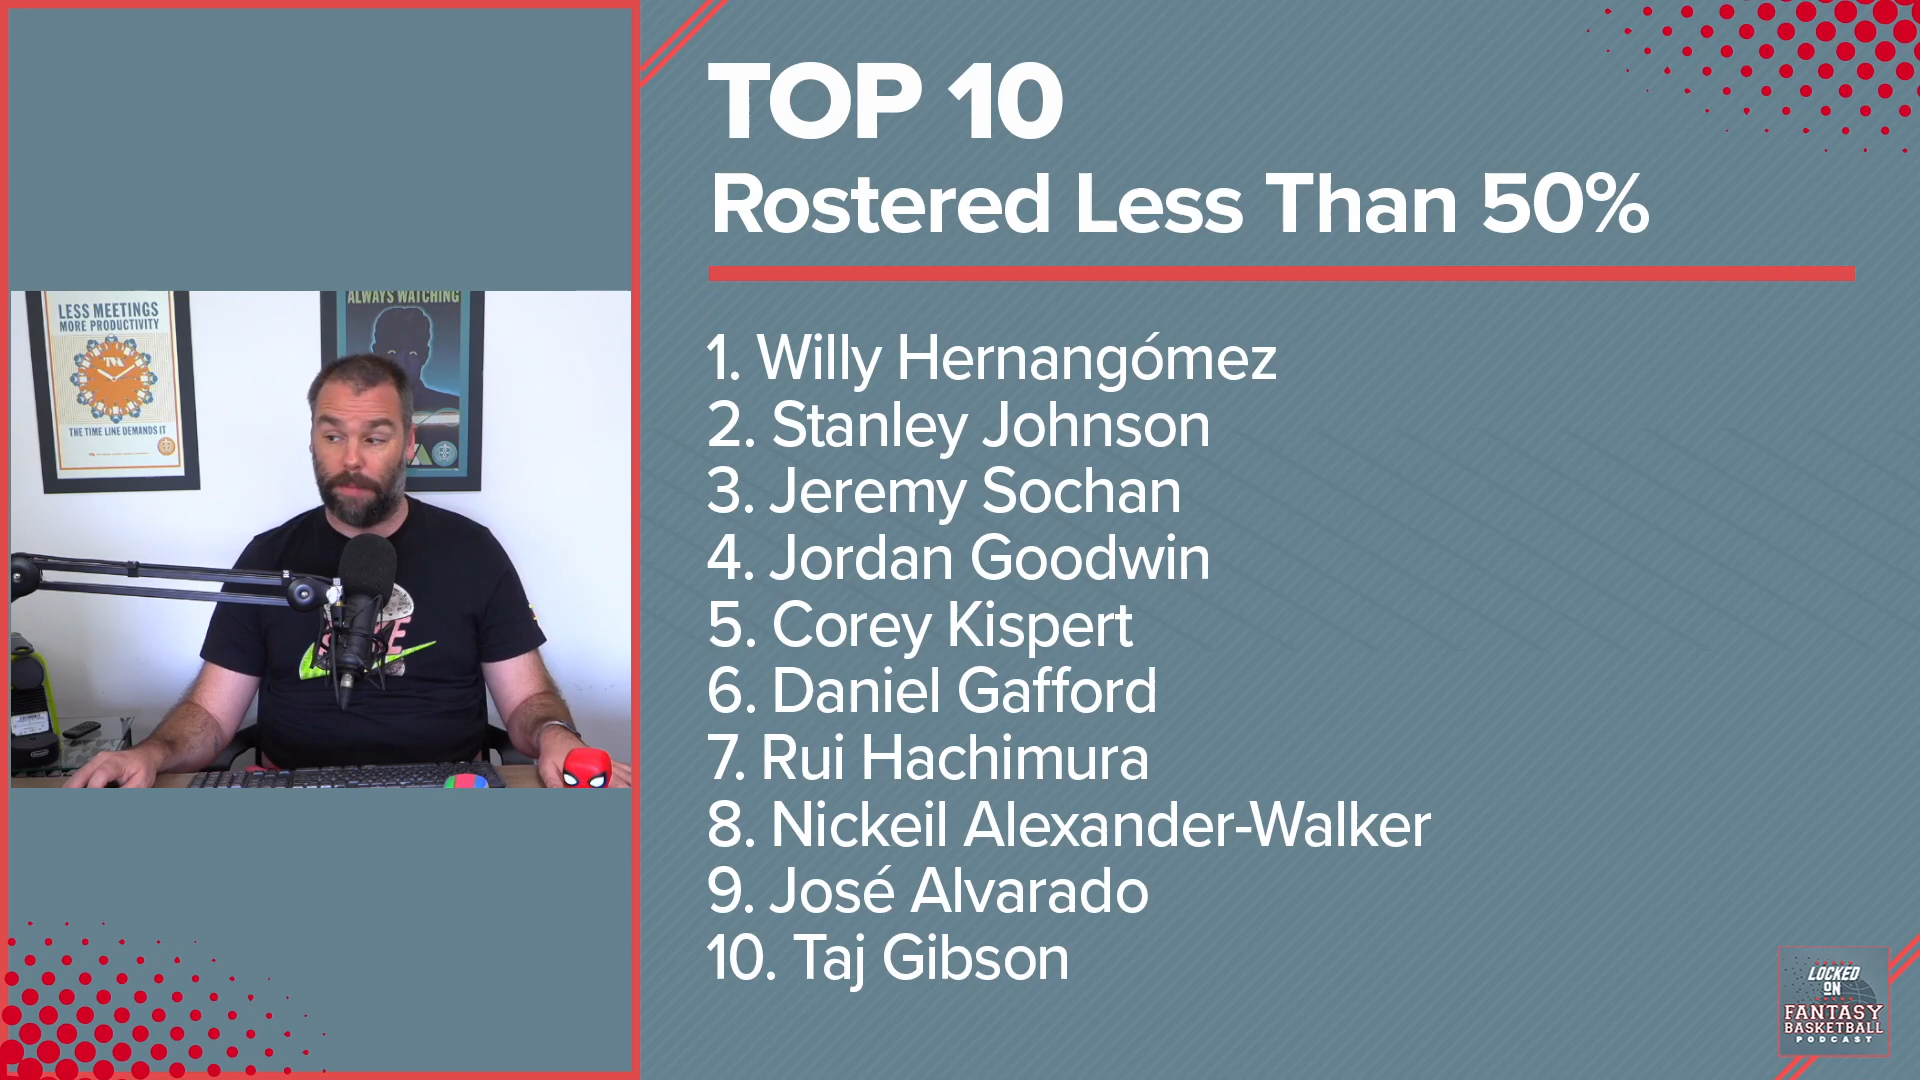 TOP 10
Rostered Less Than 50%
1. Willy Hernangómez
2. Stanley Johnson
3. Jeremy Sochan
4. Jordan Goodwin
5. Corey Kispert
6. Daniel Gafford
7. Rui Hachimura
8. Nickeil Alexander-Walker
9. José Alvarado
10. Taj Gibson
LESS MEETINGS
MORE PRODUCTIVITY
THE TIME LINE DEMANDS IT
ALWAYS WATCHING
LOCKED
ON
FANTASY
BASKETBALL
PODCAST